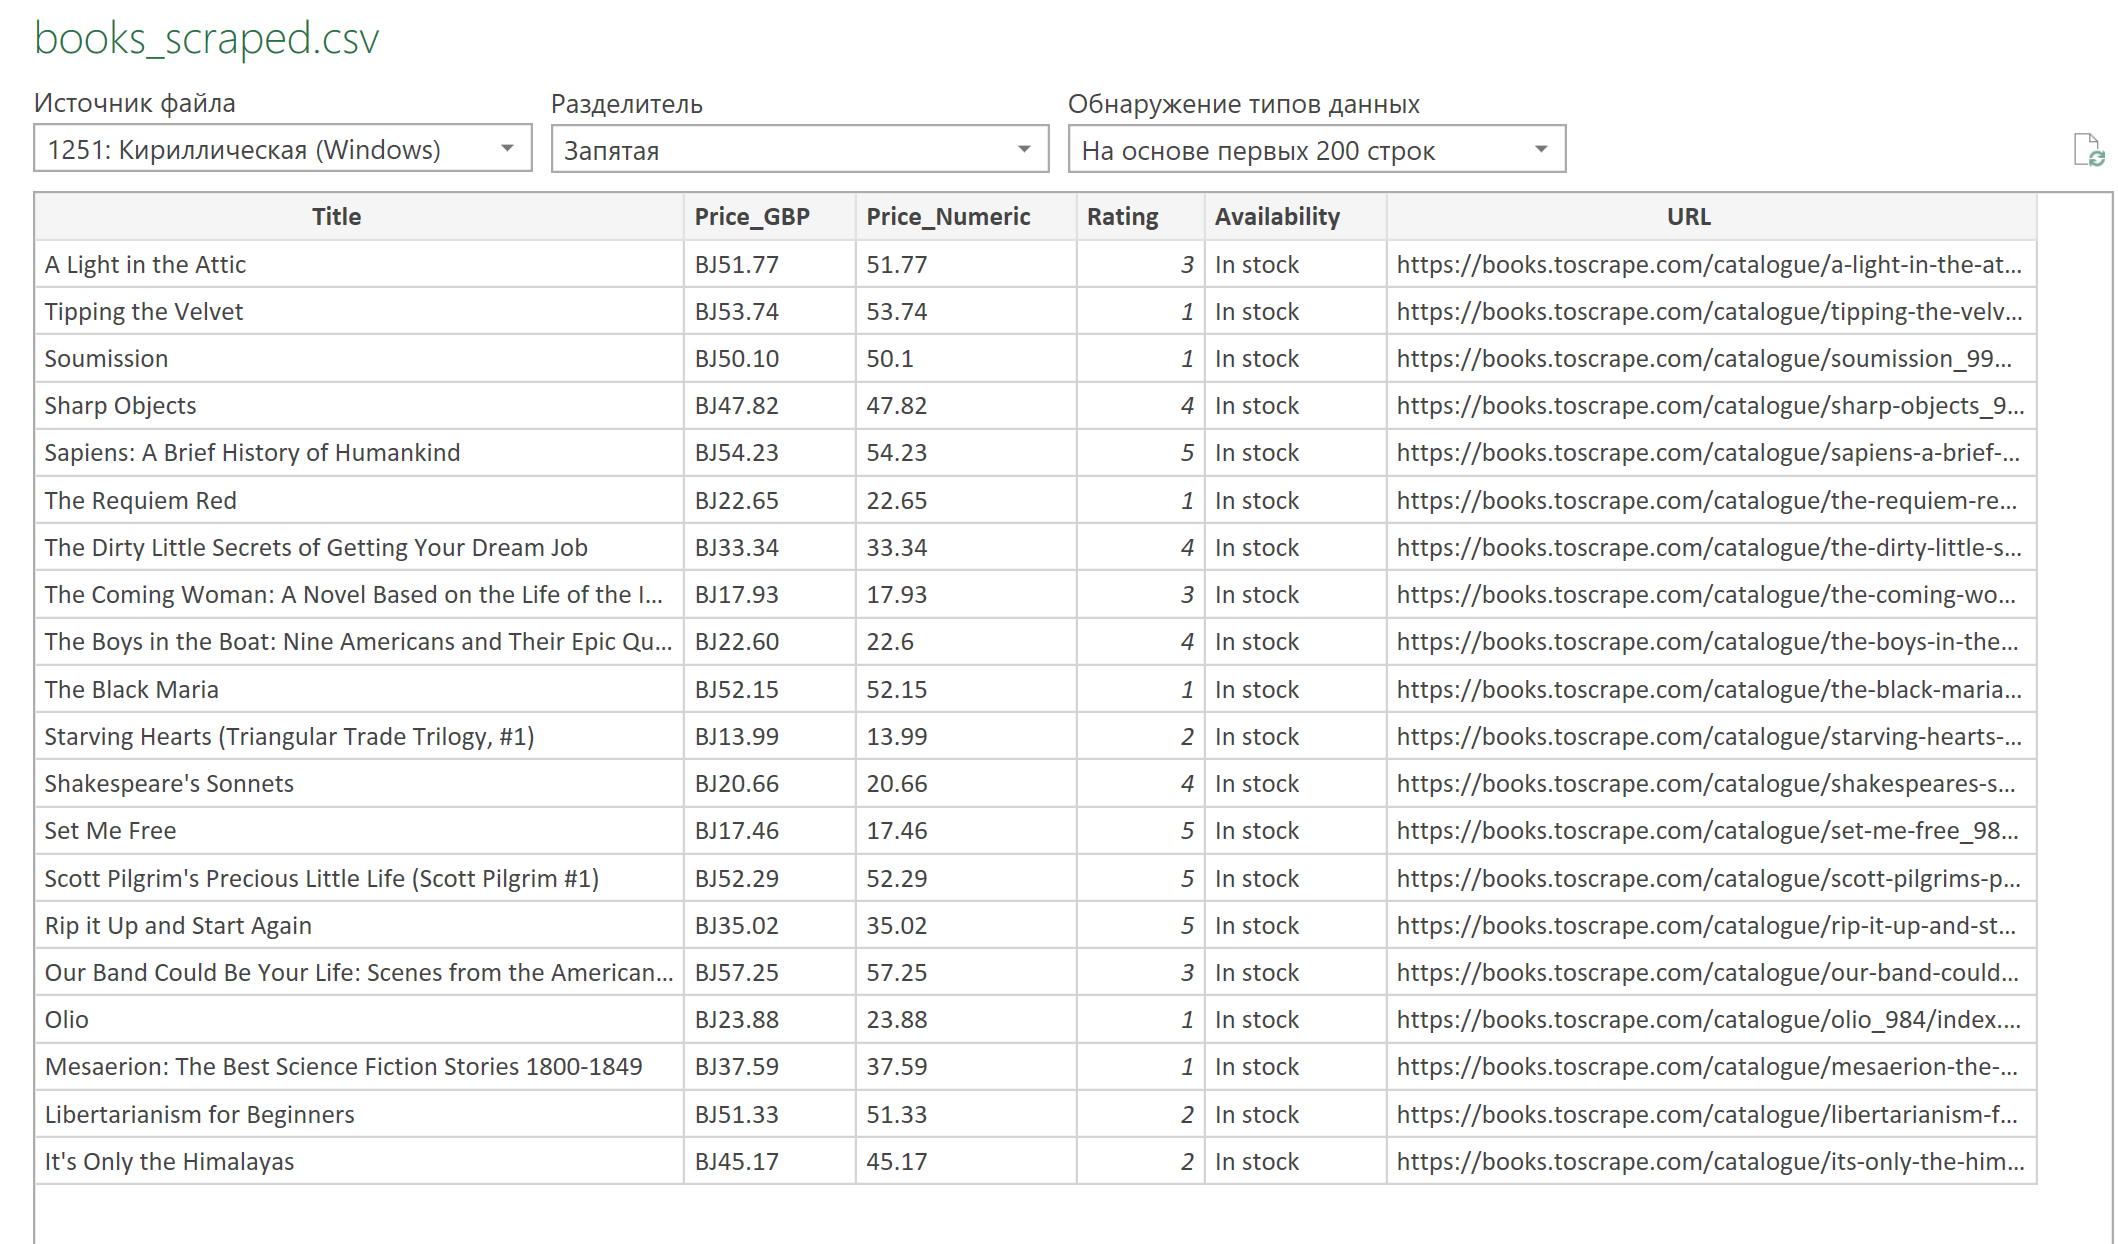 books_scraped.csv
Источник файла Разделитель Обнаружение типов данных
1251: Кириллическая (Windows) Запятая На основе первых 200 строк
Title Price_GBP Price_Numeric Rating Availability URL
A Light in the Attic BJ51.77 51.77 3 In stock https://books.toscrape.com/catalogue/a-light-in-the-at...
Tipping the Velvet BJ53.74 53.74 1 In stock https://books.toscrape.com/catalogue/tipping-the-velv...
Soumission BJ50.10 50.1 1 In stock https://books.toscrape.com/catalogue/soumission_99...
Sharp Objects BJ47.82 47.82 4 In stock https://books.toscrape.com/catalogue/sharp-objects_9...
Sapiens: A Brief History of Humankind BJ54.23 54.23 5 In stock https://books.toscrape.com/catalogue/sapiens-a-brief-...
The Requiem Red BJ22.65 22.65 1 In stock https://books.toscrape.com/catalogue/the-requiem-re...
The Dirty Little Secrets of Getting Your Dream Job BJ33.34 33.34 4 In stock https://books.toscrape.com/catalogue/the-dirty-little-s...
The Coming Woman: A Novel Based on the Life of the I... BJ17.93 17.93 3 In stock https://books.toscrape.com/catalogue/the-coming-wo...
The Boys in the Boat: Nine Americans and Their Epic Qu... BJ22.60 22.6 4 In stock https://books.toscrape.com/catalogue/the-boys-in-the...
The Black Maria BJ52.15 52.15 1 In stock https://books.toscrape.com/catalogue/the-black-maria...
Starving Hearts (Triangular Trade Trilogy, #1) BJ13.99 13.99 2 In stock https://books.toscrape.com/catalogue/starving-hearts-...
Shakespeare's Sonnets BJ20.66 20.66 4 In stock https://books.toscrape.com/catalogue/shakespeares-s...
Set Me Free BJ17.46 17.46 5 In stock https://books.toscrape.com/catalogue/set-me-free_98...
Scott Pilgrim's Precious Little Life (Scott Pilgrim #1) BJ52.29 52.29 5 In stock https://books.toscrape.com/catalogue/scott-pilgrims-p...
Rip it Up and Start Again BJ35.02 35.02 5 In stock https://books.toscrape.com/catalogue/rip-it-up-and-st...
Our Band Could Be Your Life: Scenes from the American... BJ57.25 57.25 3 In stock https://books.toscrape.com/catalogue/our-band-could...
Olio BJ23.88 23.88 1 In stock https://books.toscrape.com/catalogue/olio_984/index....
Mesaerion: The Best Science Fiction Stories 1800-1849 BJ37.59 37.59 1 In stock https://books.toscrape.com/catalogue/mesaerion-the-...
Libertarianism for Beginners BJ51.33 51.33 2 In stock https://books.toscrape.com/catalogue/libertarianism-f...
It's Only the Himalayas BJ45.17 45.17 2 In stock https://books.toscrape.com/catalogue/its-only-the-him...